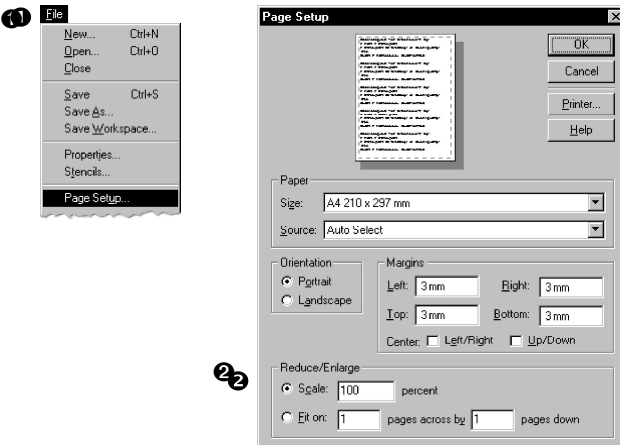 1 File
New... Ctrl+N
Open... Ctrl+O
Close
Save Ctrl+S
Save As...
Save Workspace...
Properties...
Stencils...
Page Setup...
Page Setup
OK
Cancel
Printer...
Help
Paper
Size: A4 210 x 297 mm
Source: Auto Select
Orientation
Portrait
Landscape
Margins
Left: 3 mm Right: 3 mm
Top: 3 mm Bottom: 3 mm
Center: Left/Right Up/Down
2
Reduce/Enlarge
Scale: 100 percent
Fit on: 1 pages across by 1 pages down